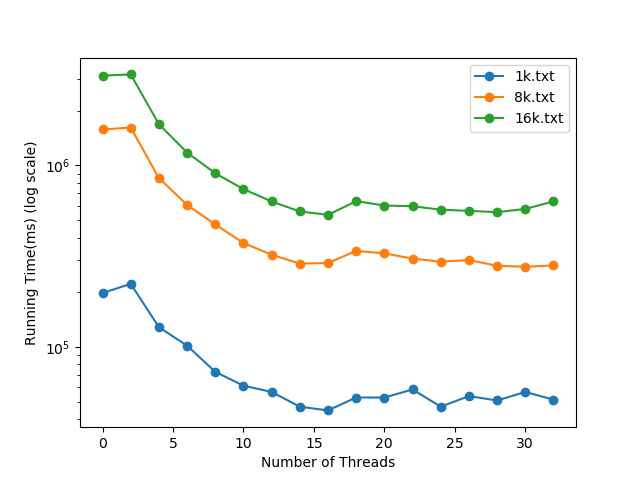 1k.txt
8k.txt
16k.txt
10^6
10^5
Running Time(ms) (log scale)
0 5 10 15 20 25 30
Number of Threads